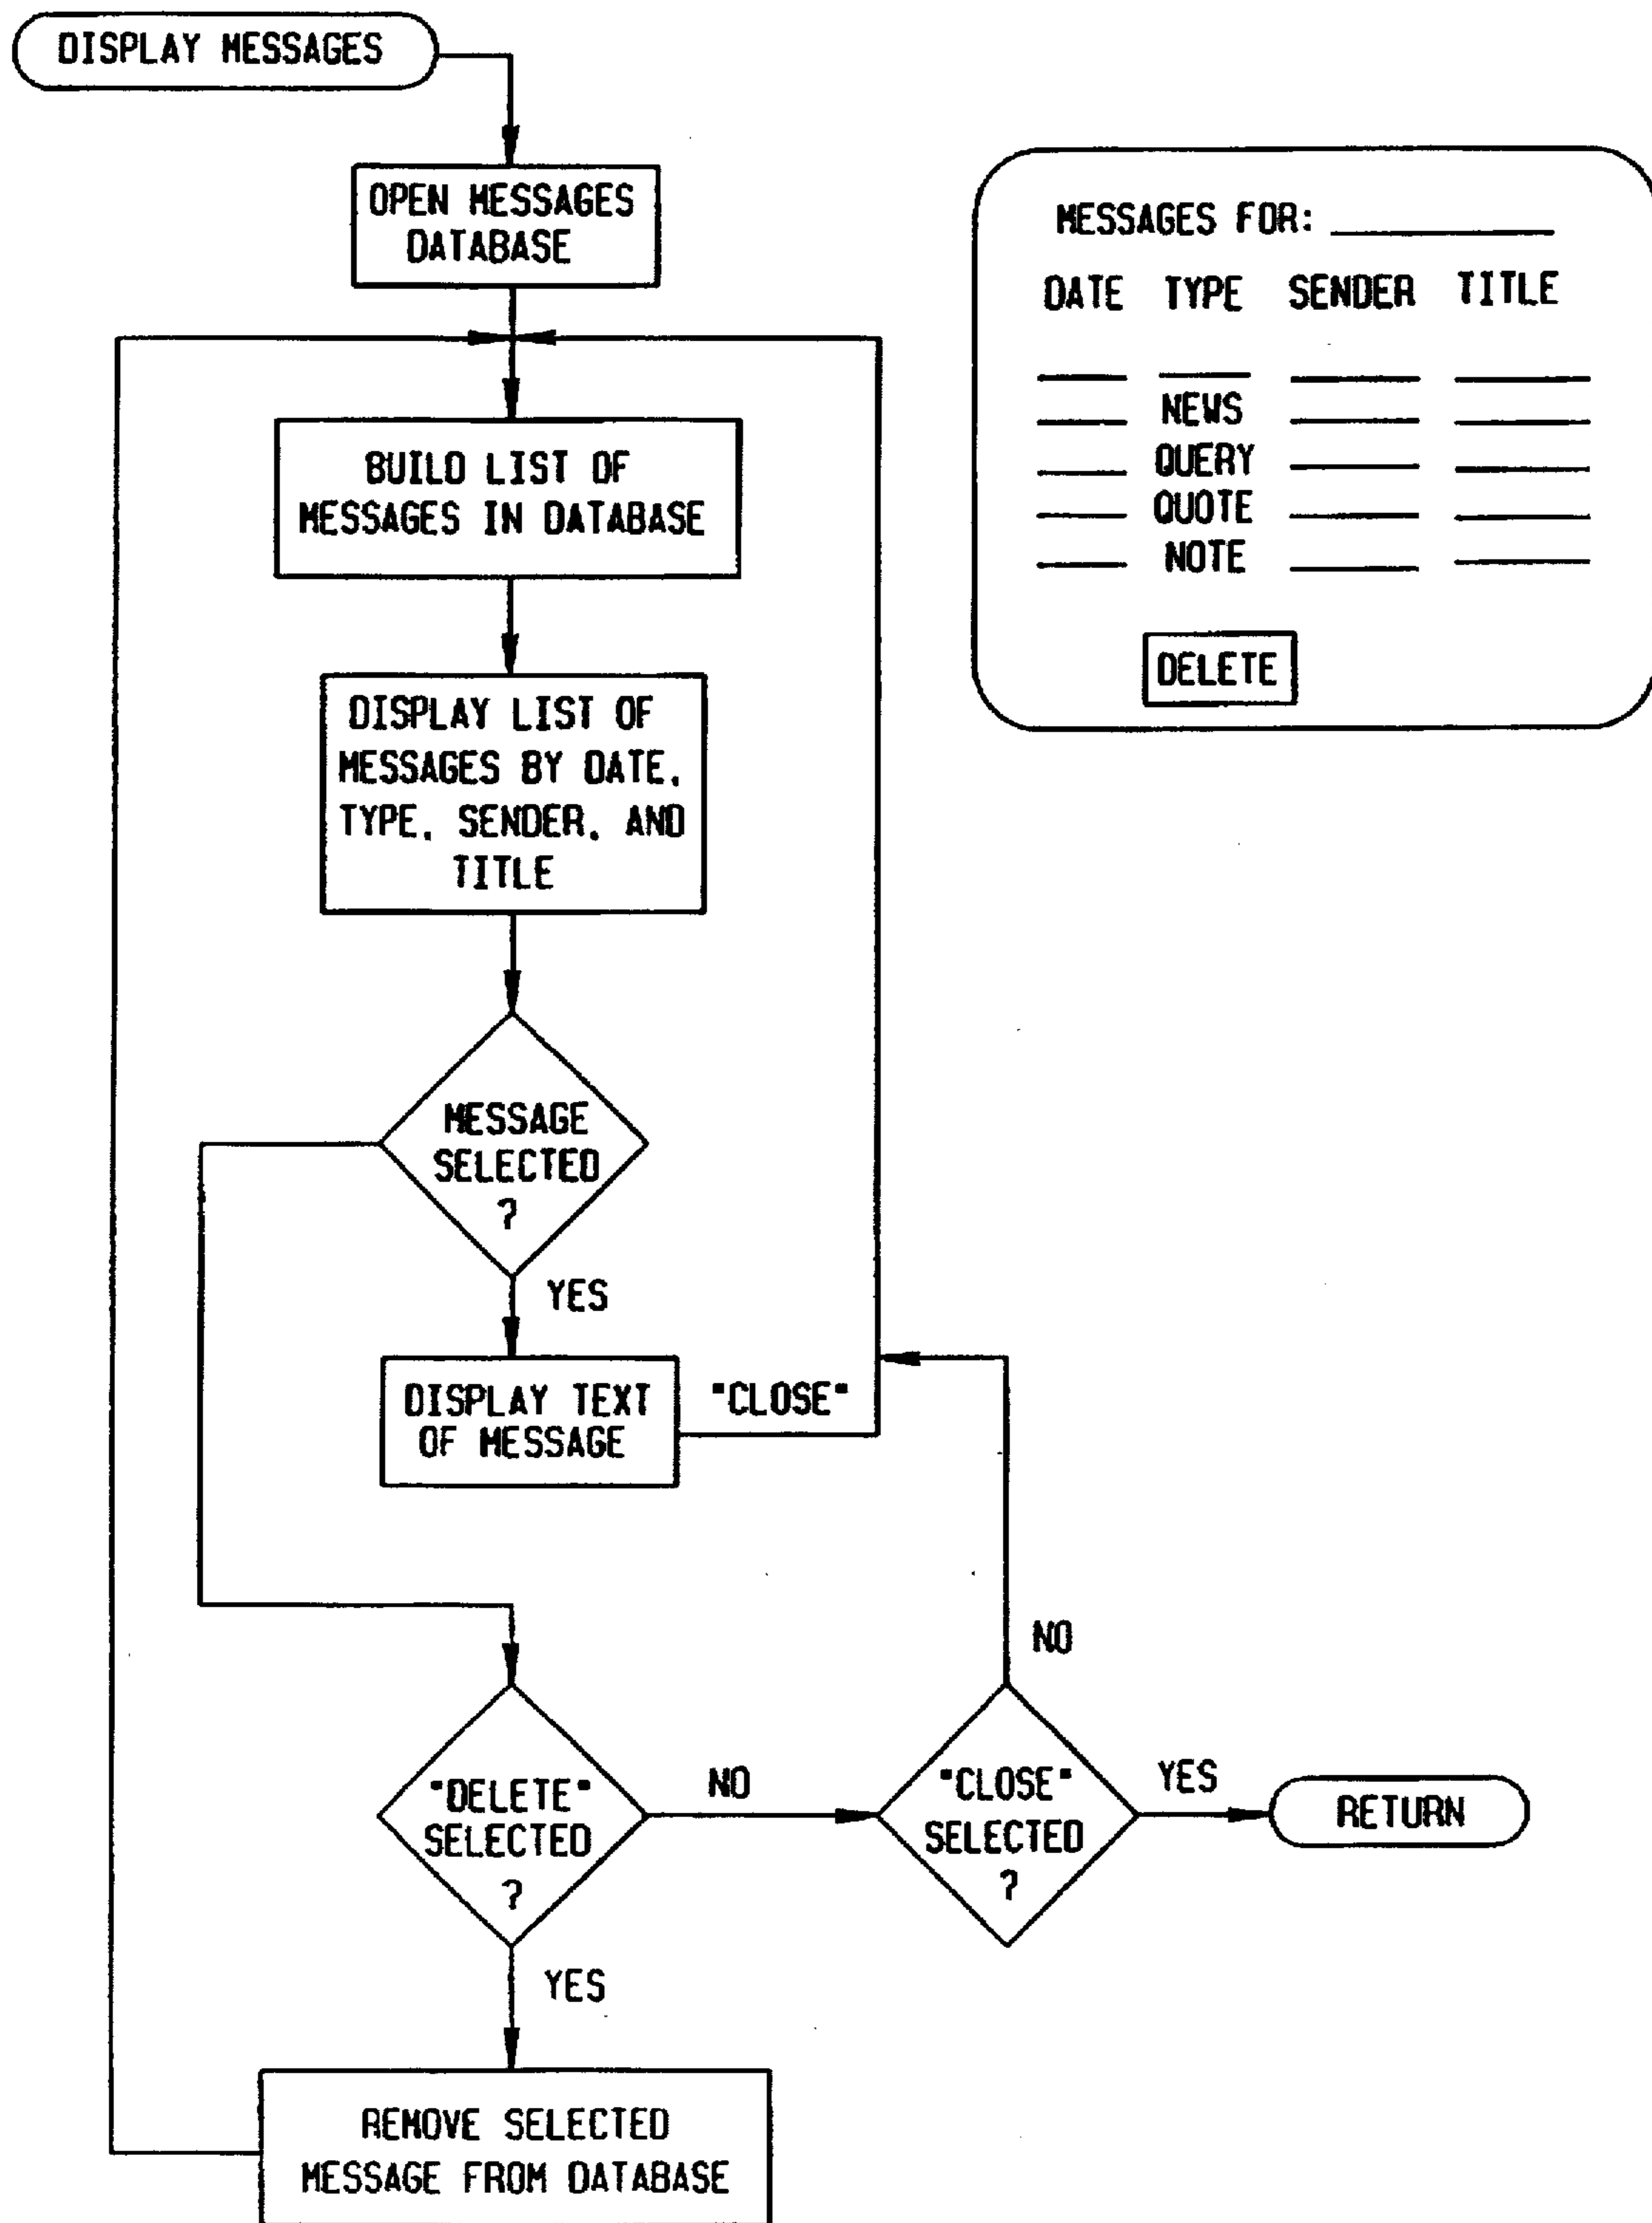 DISPLAY MESSAGES
OPEN MESSAGES
DATABASE
BUILD LIST OF
MESSAGES IN DATABASE
DISPLAY LIST OF
MESSAGES BY DATE,
TYPE, SENDER, AND
TITLE
MESSAGE
SELECTED
?
YES
DISPLAY TEXT
OF MESSAGE
"CLOSE"
"DELETE"
SELECTED
?
NO
YES
"CLOSE"
SELECTED
?
NO
YES
RETURN
REMOVE SELECTED
MESSAGE FROM DATABASE
MESSAGES FOR:
DATE TYPE SENDER TITLE
NEWS
QUERY
QUOTE
NOTE
DELETE